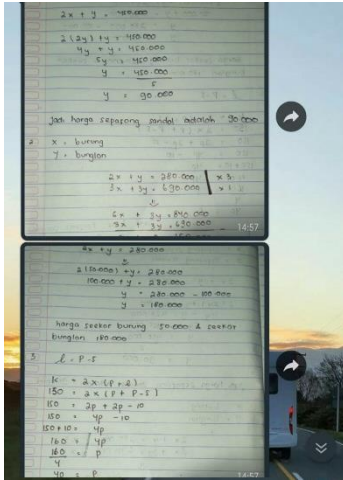 2x + y = 450.000
2(2y) + y = 450.000
4y + y = 450.000
5y = 450.000
y = 450.000
5
y = 90.000
Jadi harga sepasang sandal adalah 90.000
2 x = burung
y = bunglon
2x + y = 280.000 | x 3
3x + 3y = 630.000 | x 1
6x + 3y = 840.000
3x + 3y = 630.000
14:57
2x + y = 280.000
2(50.000) + y = 280.000
100.000 + y = 280.000
y = 280.000 - 100.000
y = 180.000
harga seekor burung 50.000 & seekor
bunglon 180.000
3 l = P - 5
k = 2 x (P + l)
150 = 2 x (P + P - 5)
150 = 2p + 2p - 10
150 = 4p - 10
150 + 10 = 4p
160 = 4p
160 = P
4
40 = P
14:57